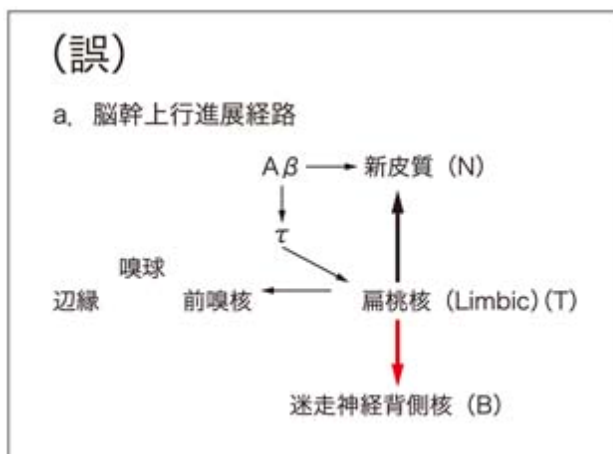 （誤）
a. 脳幹上行進展経路
Aβ 新皮質（N）
τ
嗅球
辺縁 前嗅核 扁桃核（Limbic）（T）
迷走神経背側核（B）